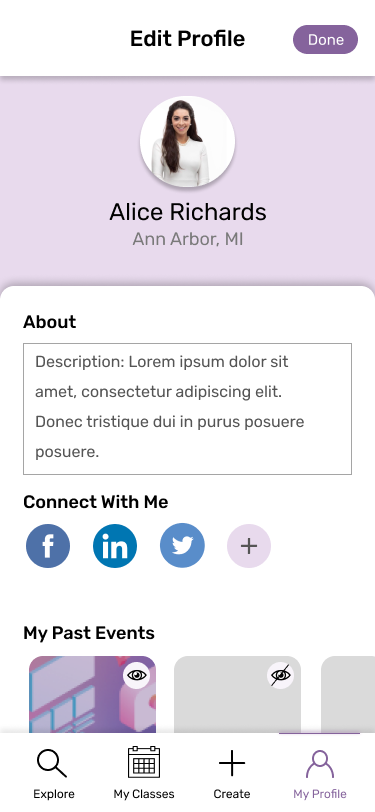 Edit Profile
Done
Alice Richards
Ann Arbor, MI
About
Description: Lorem ipsum dolor sit
amet, consectetur adipiscing elit.
Donec tristique dui in purus posuere
posuere.
Connect With Me
f
in
My Past Events
Explore
My Classes
Create
My Profile